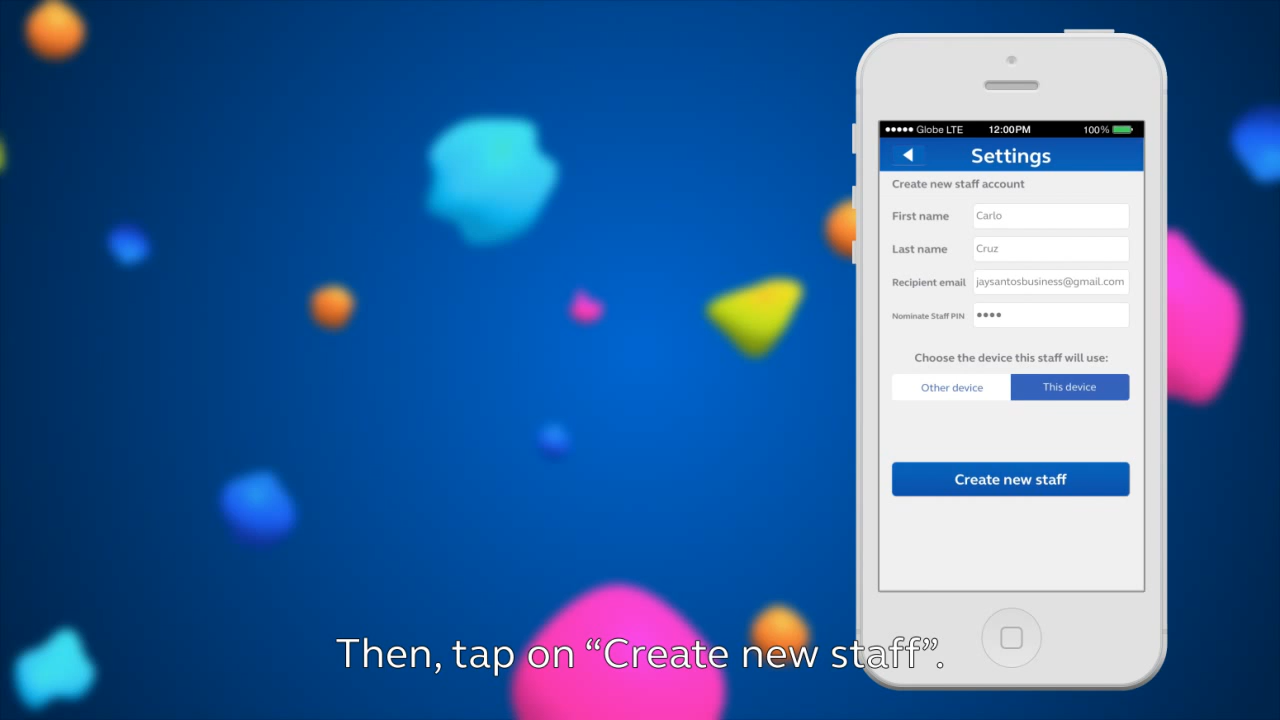 Globe LTE 12:00PM 100%
Settings
Create new staff account
First name Carlo
Last name Cruz
Recipient email jaysantosbusiness@gmail.com
Nominate Staff PIN ••••
Choose the device this staff will use:
Other device This device
Create new staff
Then, tap on “Create new staff”.